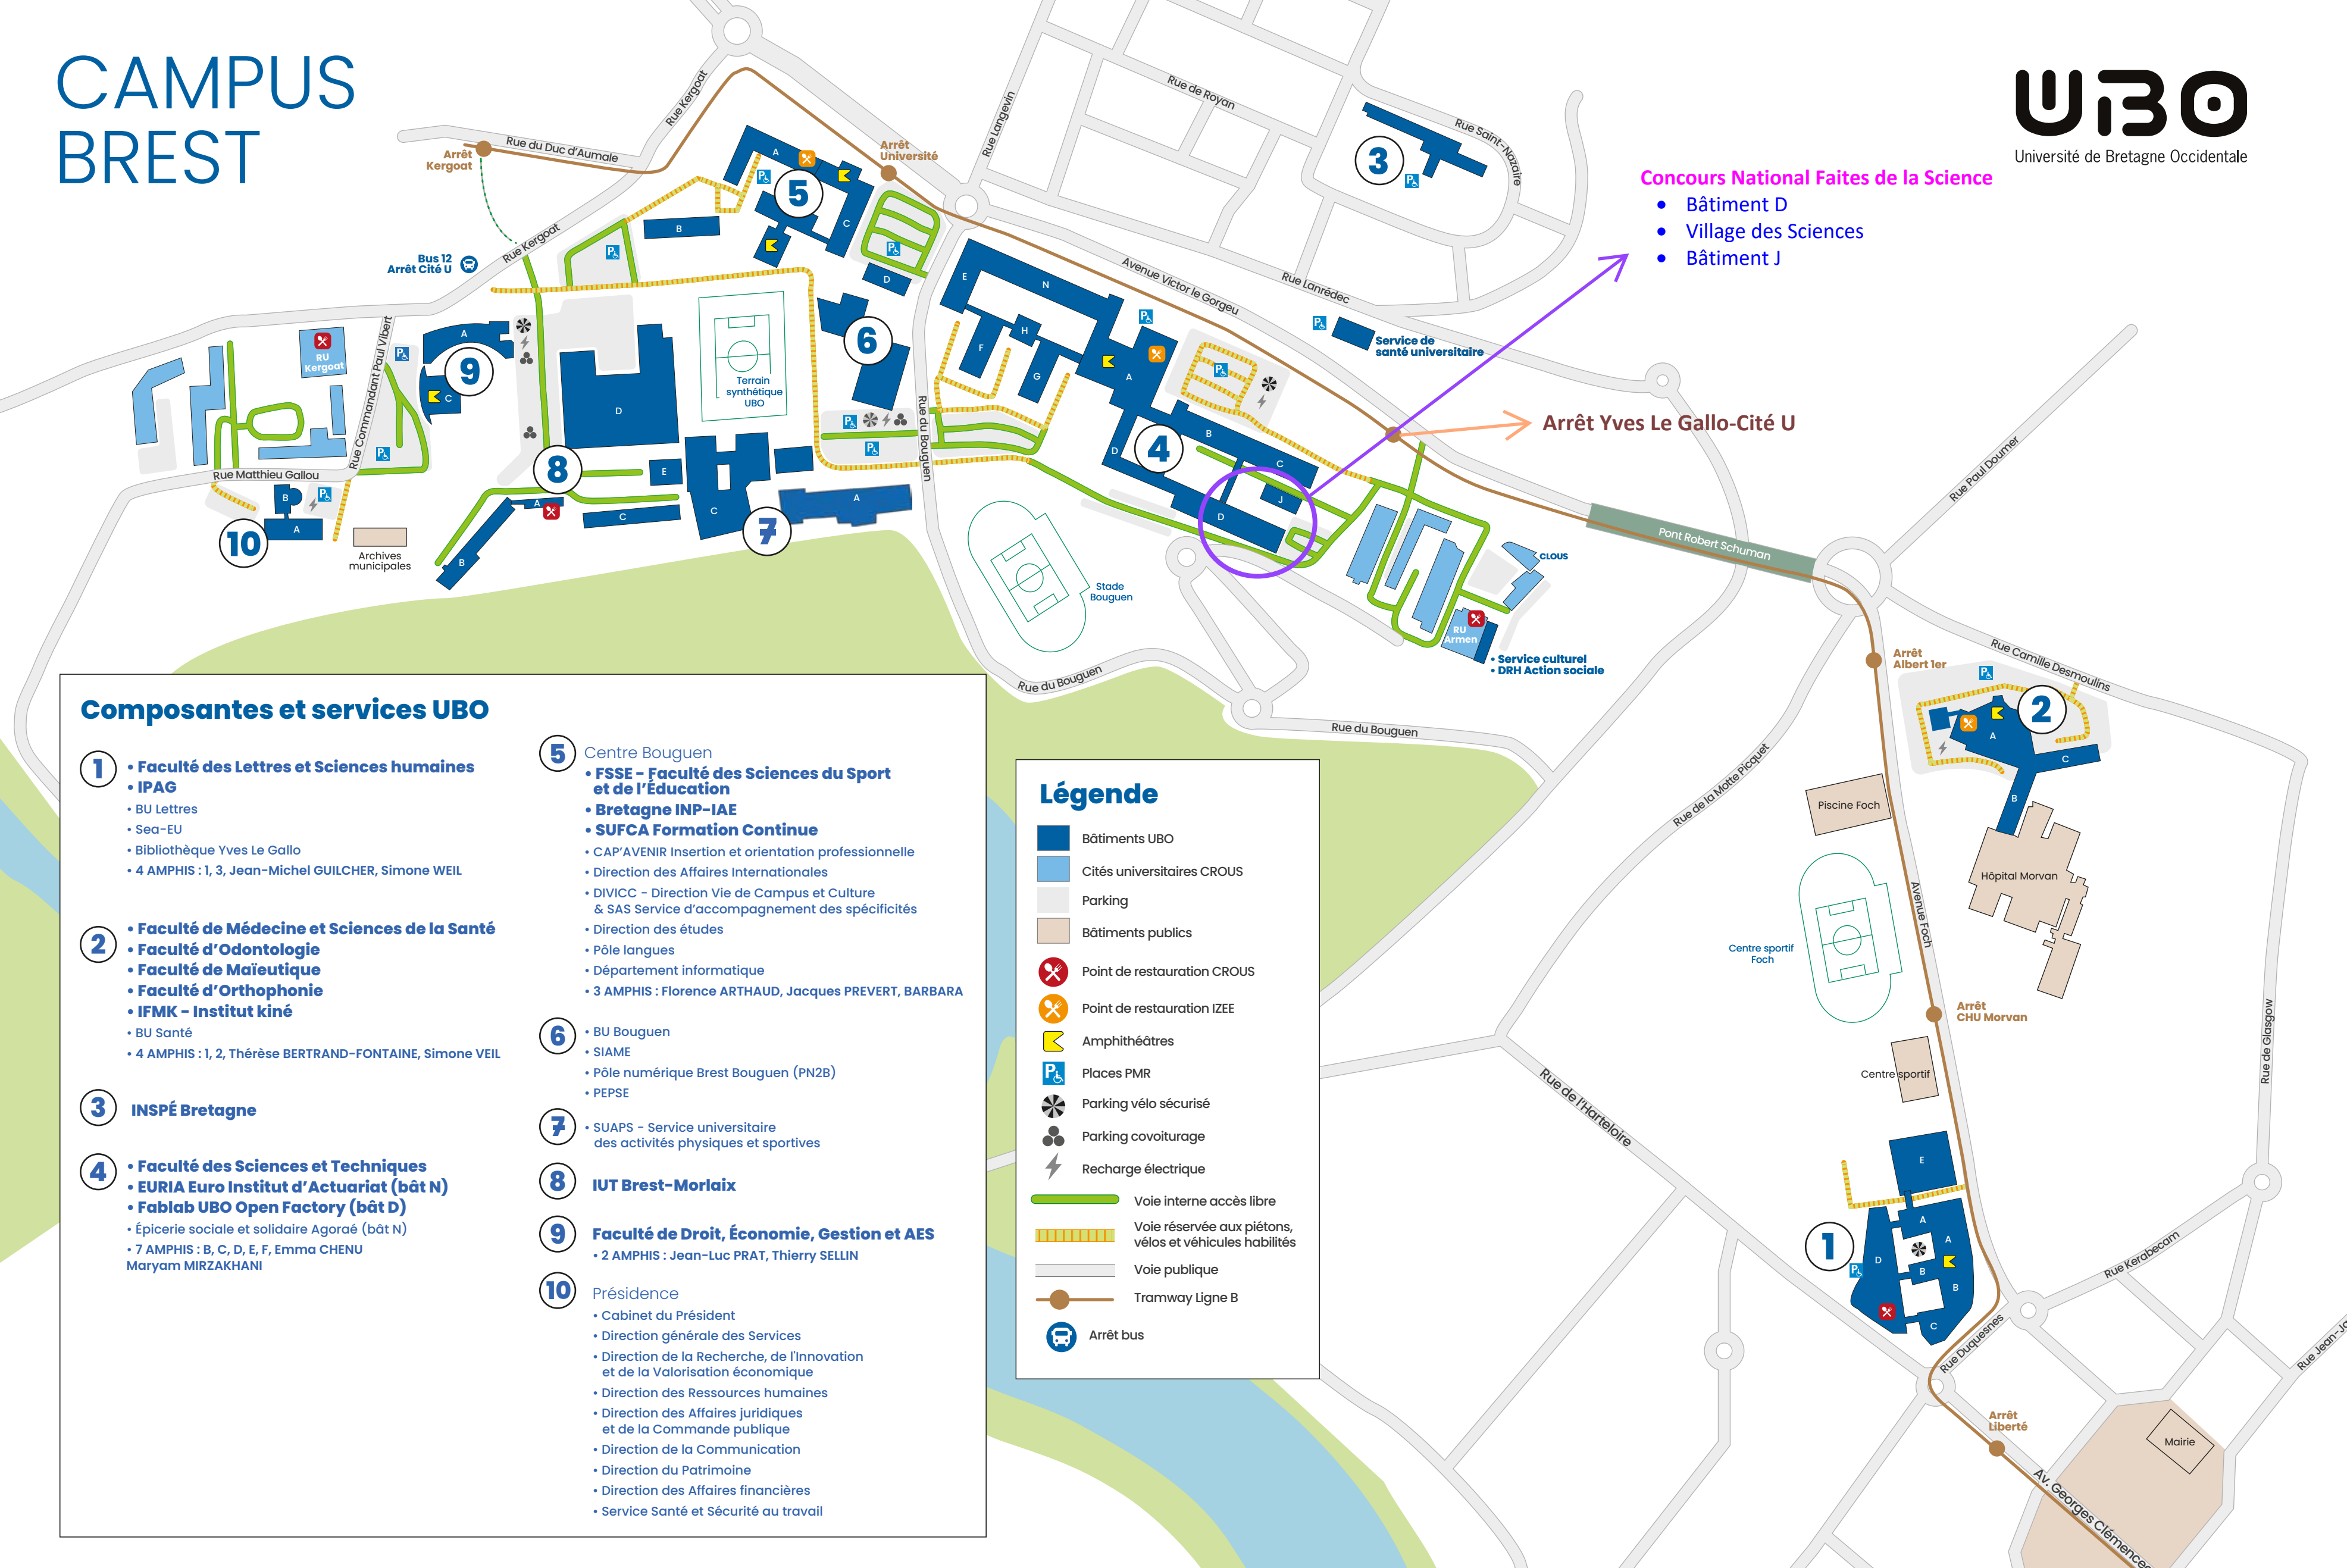 CAMPUS
BREST
UBO
Université de Bretagne Occidentale
Concours National Faites de la Science
• Bâtiment D
• Village des Sciences
• Bâtiment J
Arrêt Yves Le Gallo-Cité U
Arrêt
Kergoat
Rue du Duc d'Aumale
Rue Kergoat
Arrêt
Université
Rue Langevin
Rue de Royan
Rue Saint-Nazaire
3
Bus 12
Arrêt Cité U
Rue Kergoat
A
5
C
B
D
Avenue Victor le Gorgeu
Rue Lanrédec
Service de
santé universitaire
RU
Kergoat
Rue Commandant Paul Vibert
A
9
C
D
Terrain
synthétique
UBO
6
E
N
H
F
G
A
Rue du Bouguen
B
4
D
C
J
D
Rue Matthieu Gallou
B
A
10
Archives
municipales
8
A
B
C
E
C
7
A
Stade
Bouguen
Rue du Bouguen
Rue du Bouguen
CLOUS
RU
Armen
• Service culturel
• DRH Action sociale
Pont Robert Schuman
Rue Paul Doumer
Arrêt
Albert 1er
Rue Camille Desmoulins
2
A
C
B
Rue de la Motte Picquet
Piscine Foch
Hôpital Morvan
Avenue Foch
Centre sportif
Foch
Arrêt
CHU Morvan
Centre sportif
Rue de Glasgow
Rue de l'Harteloire
E
1
A
A
D
B
B
C
Rue Kerabecam
Rue Duquesnes
Arrêt
Liberté
Mairie
Av. Georges Clémenceau
Composantes et services UBO
1
• Faculté des Lettres et Sciences humaines
• IPAG
• BU Lettres
• Sea-EU
• Bibliothèque Yves Le Gallo
• 4 AMPHIS : 1, 3, Jean-Michel GUILCHER, Simone WEIL
2
• Faculté de Médecine et Sciences de la Santé
• Faculté d'Odontologie
• Faculté de Maïeutique
• Faculté d'Orthophonie
• IFMK - Institut kiné
• BU Santé
• 4 AMPHIS : 1, 2, Thérèse BERTRAND-FONTAINE, Simone VEIL
3
INSPÉ Bretagne
4
• Faculté des Sciences et Techniques
• EURIA Euro Institut d'Actuariat (bât N)
• Fablab UBO Open Factory (bât D)
• Épicerie sociale et solidaire Agoraé (bât N)
• 7 AMPHIS : B, C, D, E, F, Emma CHENU
Maryam MIRZAKHANI
5
Centre Bouguen
• FSSE - Faculté des Sciences du Sport
et de l'Éducation
• Bretagne INP-IAE
• SUFCA Formation Continue
• CAP'AVENIR Insertion et orientation professionnelle
• Direction des Affaires Internationales
• DIVICC - Direction Vie de Campus et Culture
& SAS Service d'accompagnement des spécificités
• Direction des études
• Pôle langues
• Département informatique
• 3 AMPHIS : Florence ARTHAUD, Jacques PREVERT, BARBARA
6
• BU Bouguen
• SIAME
• Pôle numérique Brest Bouguen (PN2B)
• PEPSE
7
• SUAPS - Service universitaire
des activités physiques et sportives
8
IUT Brest-Morlaix
9
Faculté de Droit, Économie, Gestion et AES
• 2 AMPHIS : Jean-Luc PRAT, Thierry SELLIN
10
Présidence
• Cabinet du Président
• Direction générale des Services
• Direction de la Recherche, de l'Innovation
et de la Valorisation économique
• Direction des Ressources humaines
• Direction des Affaires juridiques
et de la Commande publique
• Direction de la Communication
• Direction du Patrimoine
• Direction des Affaires financières
• Service Santé et Sécurité au travail
Légende
Bâtiments UBO
Cités universitaires CROUS
Parking
Bâtiments publics
Point de restauration CROUS
Point de restauration IZEE
Amphithéâtres
Places PMR
Parking vélo sécurisé
Parking covoiturage
Recharge électrique
Voie interne accès libre
Voie réservée aux piétons,
vélos et véhicules habilités
Voie publique
Tramway Ligne B
Arrêt bus